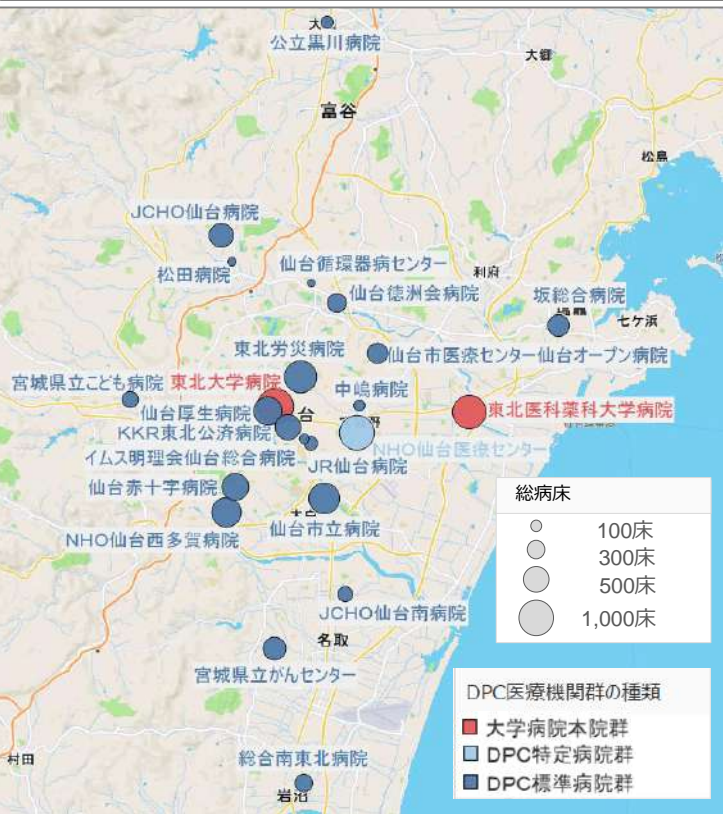 公立黒川病院
大郷
富谷
松島
JCHO仙台病院
松田病院
仙台循環器病センター
利府
仙台徳洲会病院
坂総合病院
七ケ浜
東北労災病院
仙台市医療センター仙台オープン病院
宮城県立こども病院
東北大学病院
中嶋病院
仙台厚生病院
台
東北医科薬科大学病院
KKR東北公済病院
NHO仙台医療センター
イムス明理会仙台総合病院
JR仙台病院
仙台赤十字病院
仙台市立病院
NHO仙台西多賀病院
総病床
100床
300床
500床
1,000床
JCHO仙台南病院
名取
宮城県立がんセンター
DPC医療機関群の種類
大学病院本院群
DPC特定病院群
DPC標準病院群
村田
総合南東北病院
岩沼